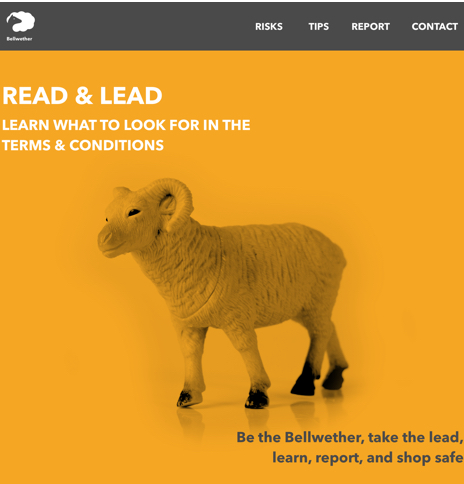 Bellwether
RISKS TIPS REPORT CONTACT
READ & LEAD
LEARN WHAT TO LOOK FOR IN THE
TERMS & CONDITIONS
Be the Bellwether, take the lead,
learn, report, and shop safe